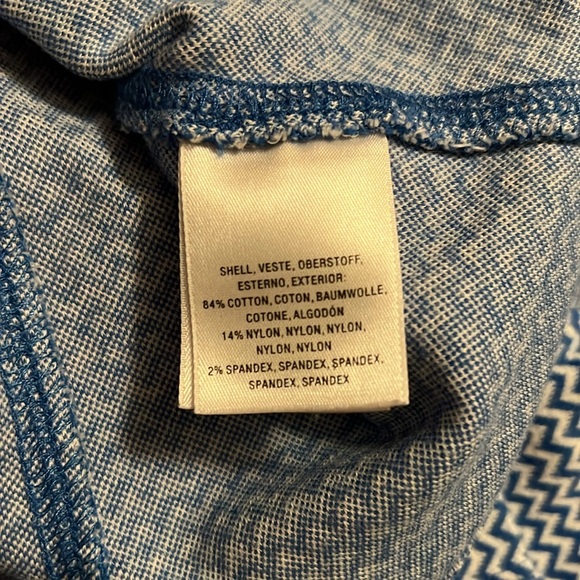 SHELL, VESTE, OBERSTOFF,
ESTERNO, EXTERIOR:
84% COTTON, COTON, BAUMWOLLE,
COTONE, ALGODÓN
14% NYLON, NYLON, NYLON,
NYLON, NYLON
2% SPANDEX, SPANDEX, SPANDEX,
SPANDEX, SPANDEX